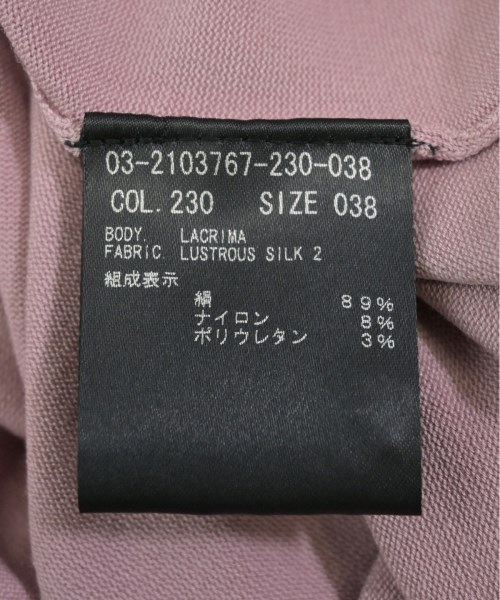 03-2103767-230-038
COL. 230 SIZE 038
BODY. LACRIMA
FABRIC. LUSTROUS SILK 2
組成表示
絹 89%
ナイロン 8%
ポリウレタン 3%